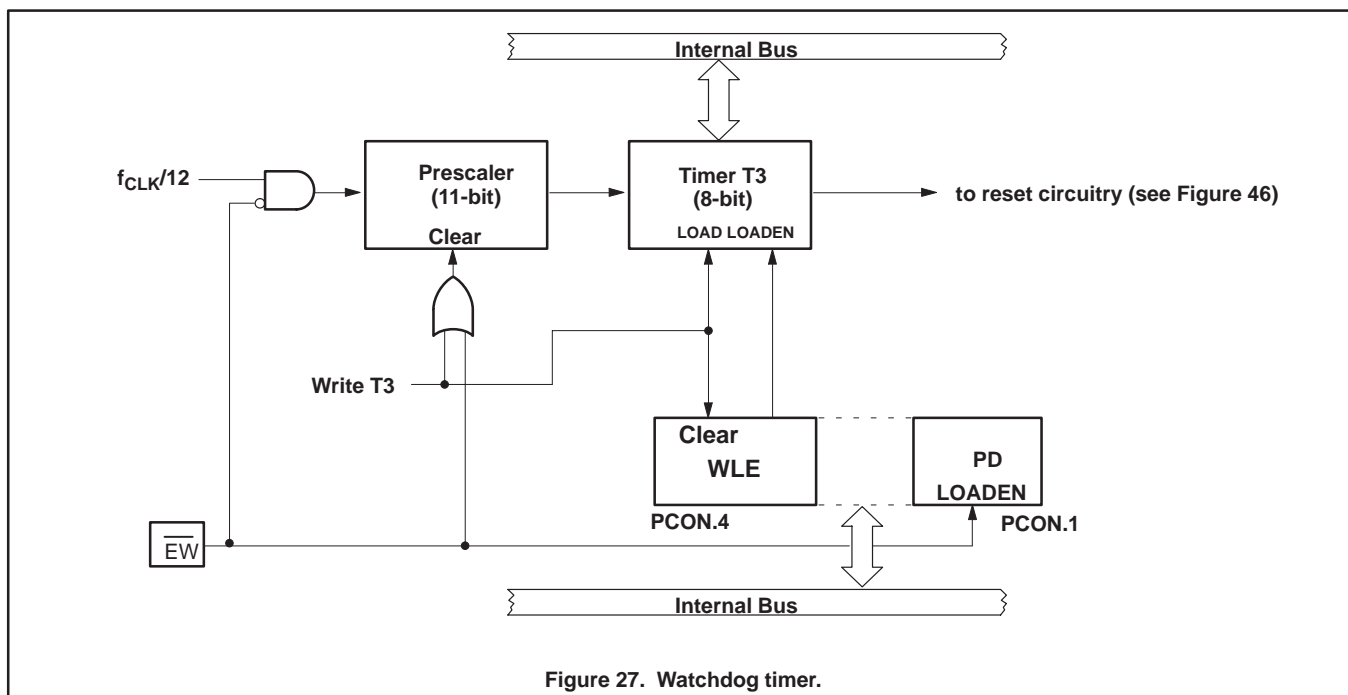 Internal Bus
fCLK/12
Prescaler
(11-bit)
Clear
Timer T3
(8-bit)
LOAD LOADEN
to reset circuitry (see Figure 46)
Write T3
Clear
WLE
PCON.4
PD
LOADEN
PCON.1
EW
Internal Bus
Figure 27. Watchdog timer.